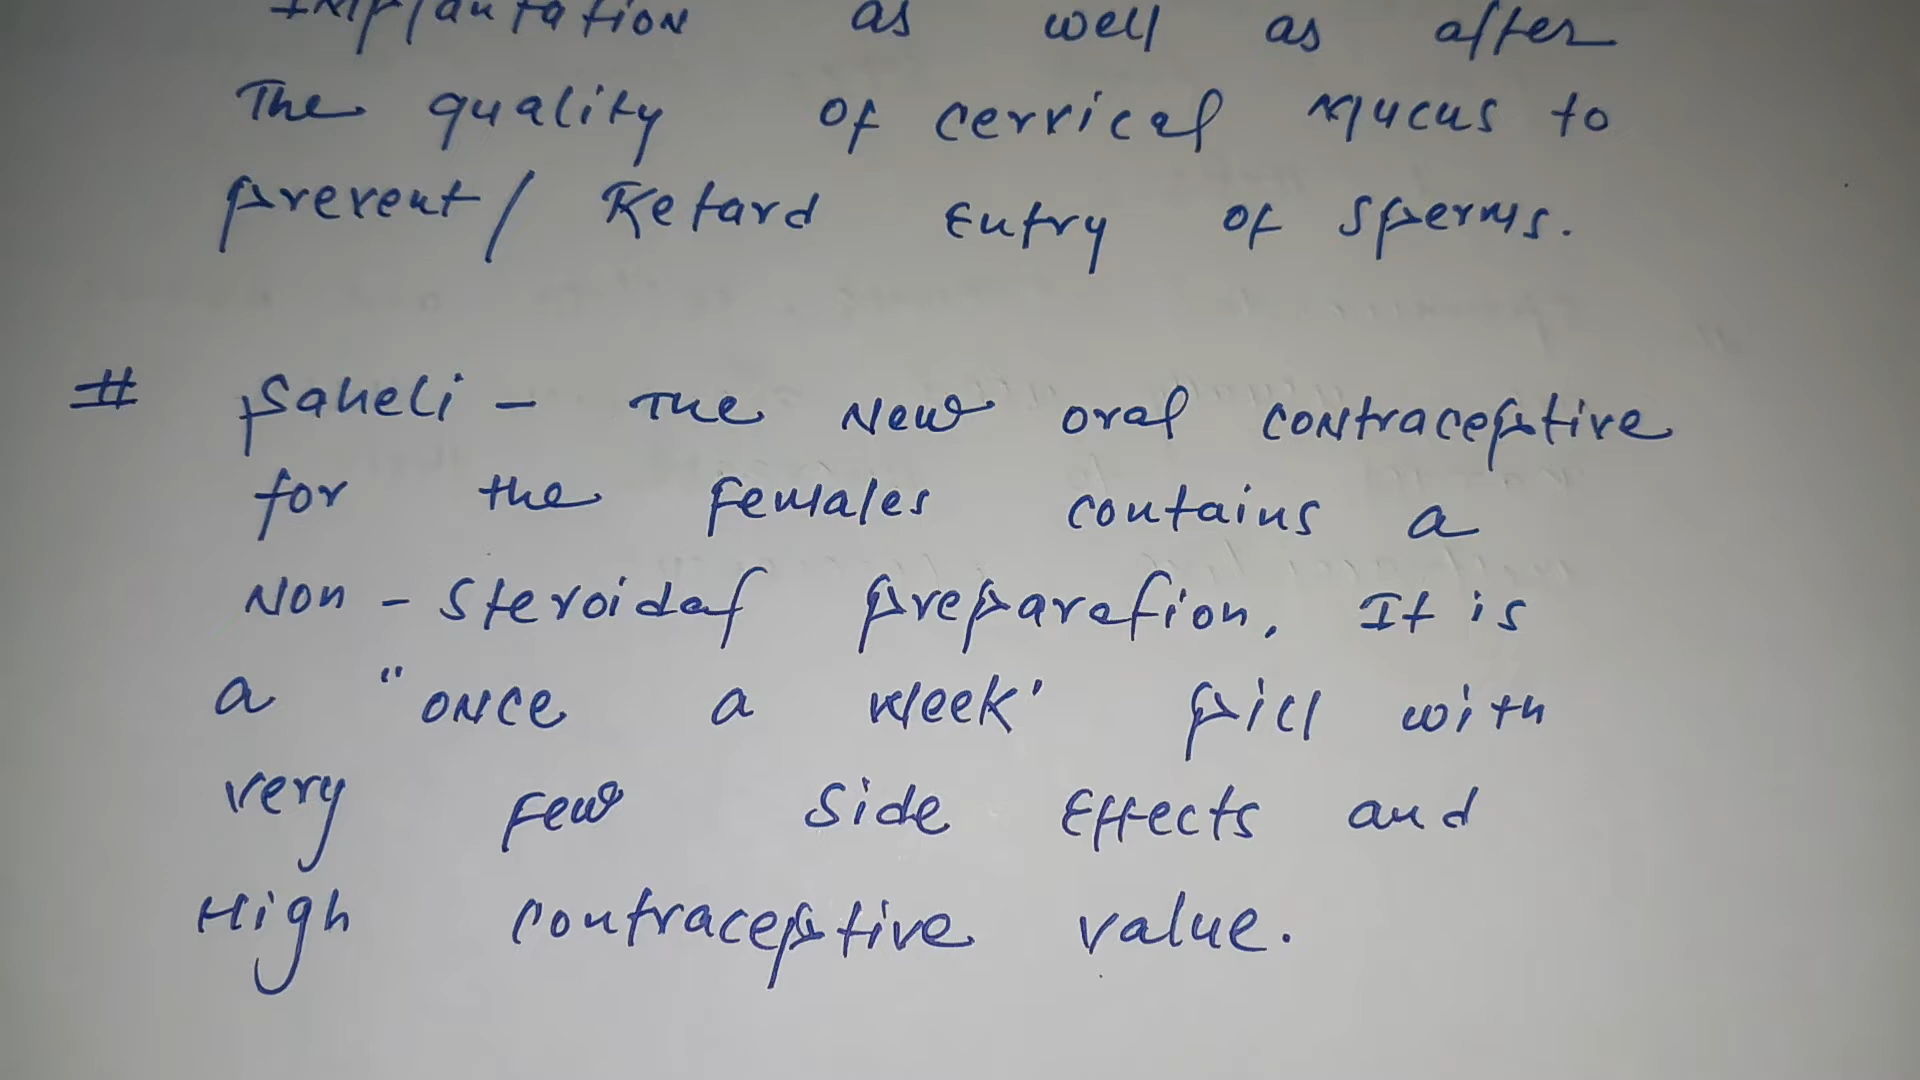 Implantation as well as after
The quality of cervical mucus to
prevent / Retard Entry of sperms.
# Saheli - The New oral contraceptive
for the females contains a
Non - steroidal preparation. It is
a "once a week' pill with
very few side Effects and
High contraceptive value.